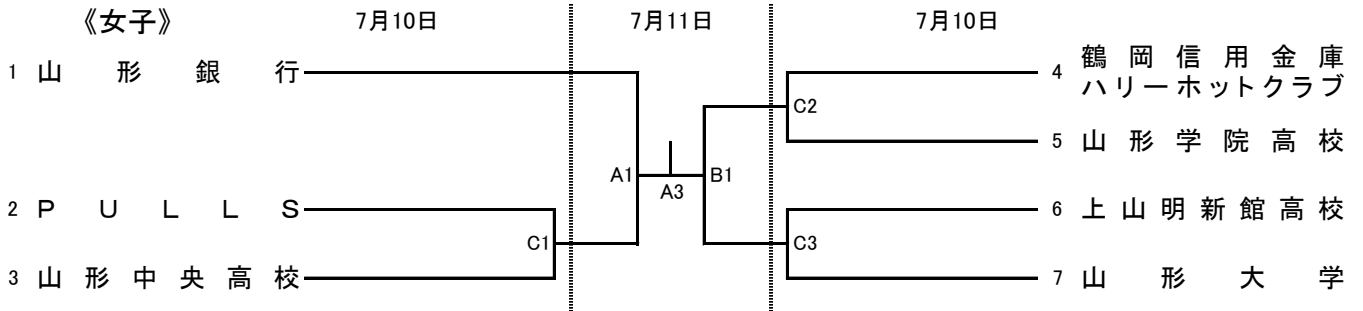 《女子》 7月10日 7月11日 7月10日
1 山形銀行
2 PULLS
3 山形中央高校
C1
A1
A3
B1
C2
C3
4 鶴岡信用金庫
ハリーホットクラブ
5 山形学院高校
6 上山明新館高校
7 山形大学